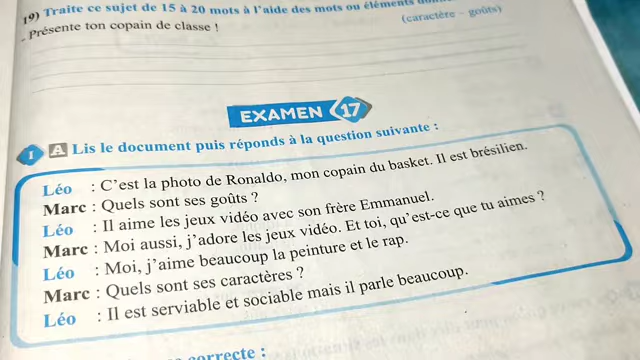 19) Traite ce sujet de 15 à 20 mots à l'aide des mots ou éléments
(caractère - goûts)
- Présente ton copain de classe !
EXAMEN 17
I A Lis le document puis réponds à la question suivante :
Léo : C'est la photo de Ronaldo, mon copain du basket. Il est brésilien.
Marc : Quels sont ses goûts ?
Léo : Il aime les jeux vidéo avec son frère Emmanuel.
Marc : Moi aussi, j'adore les jeux vidéo. Et toi, qu'est-ce que tu aimes ?
Léo : Moi, j'aime beaucoup la peinture et le rap.
Marc : Quels sont ses caractères ?
Léo : Il est serviable et sociable mais il parle beaucoup.
correcte :